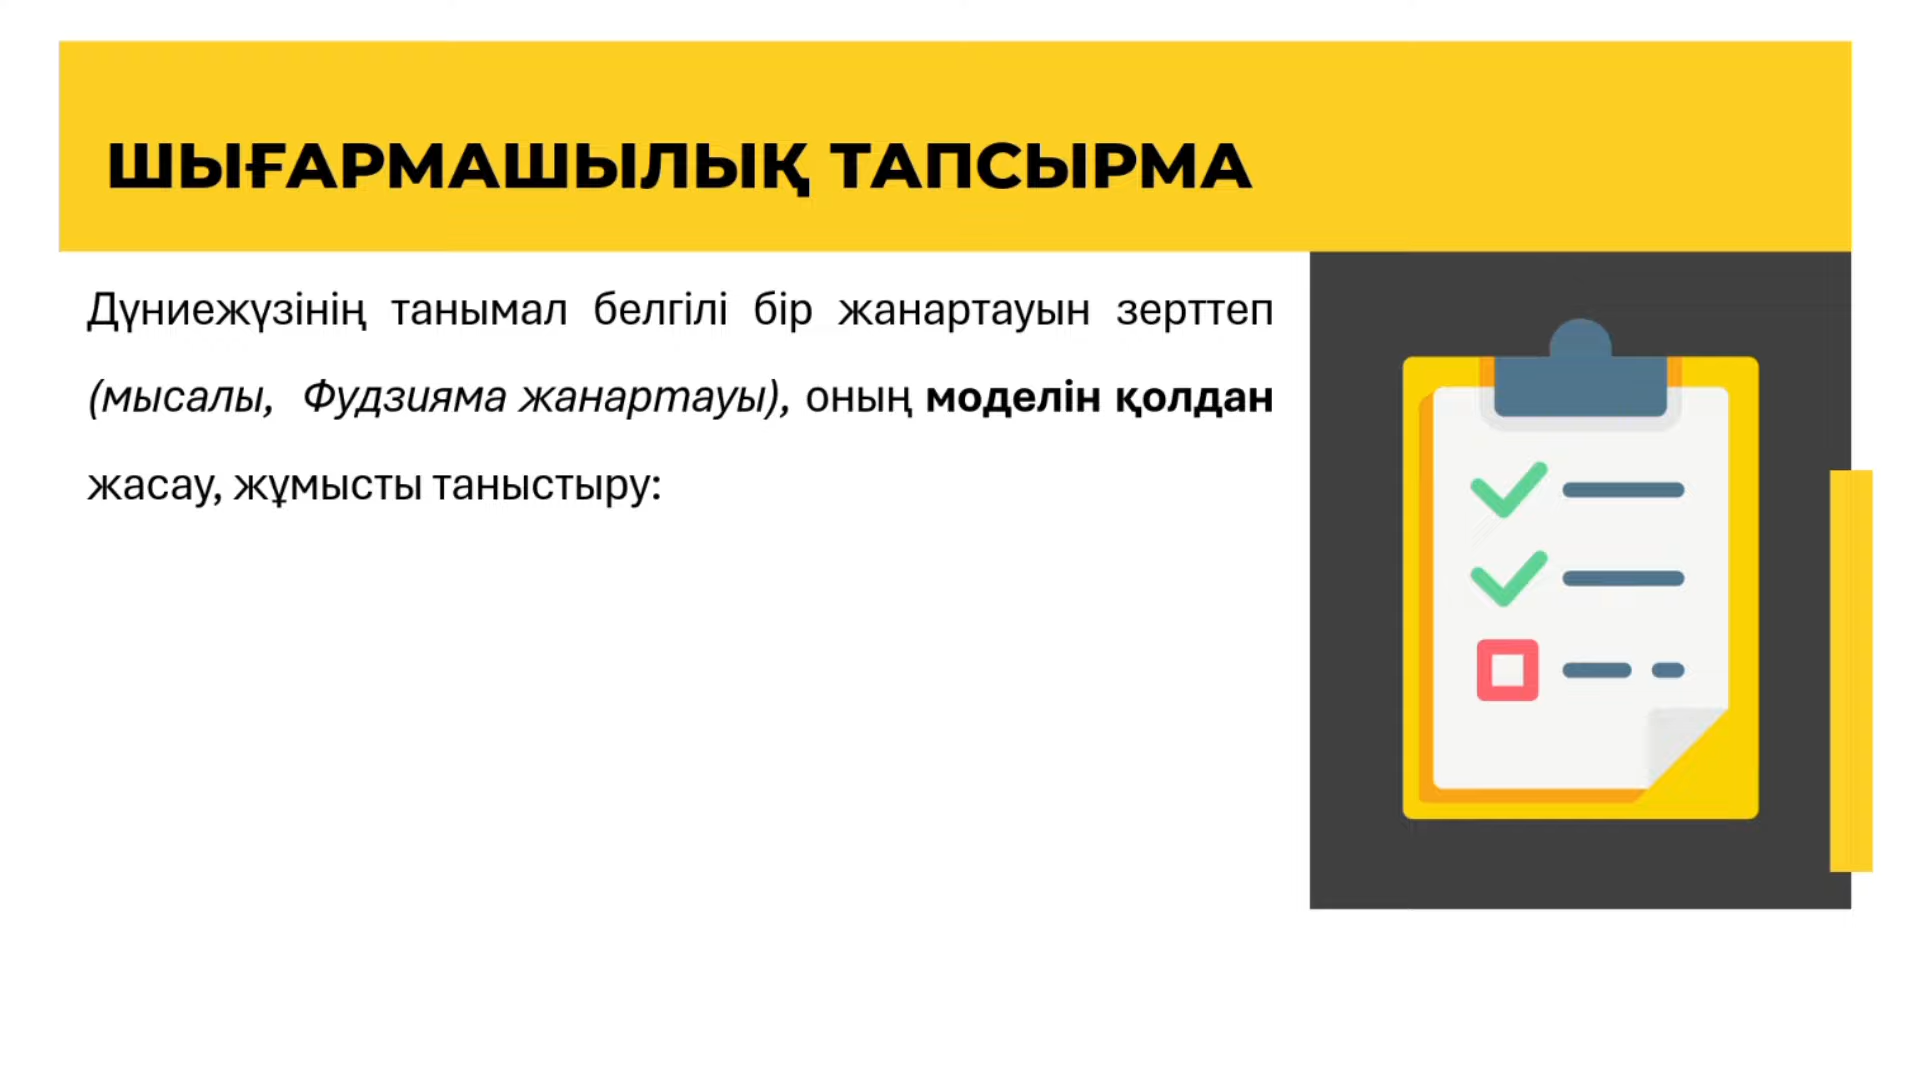 ШЫҒАРМАШЫЛЫҚ ТАПСЫРМА
Дүниежүзінің танымал белгілі бір жанартауын зерттеп
(мысалы, Фудзияма жанартауы), оның моделін қолдан
жасау, жұмысты таныстыру: